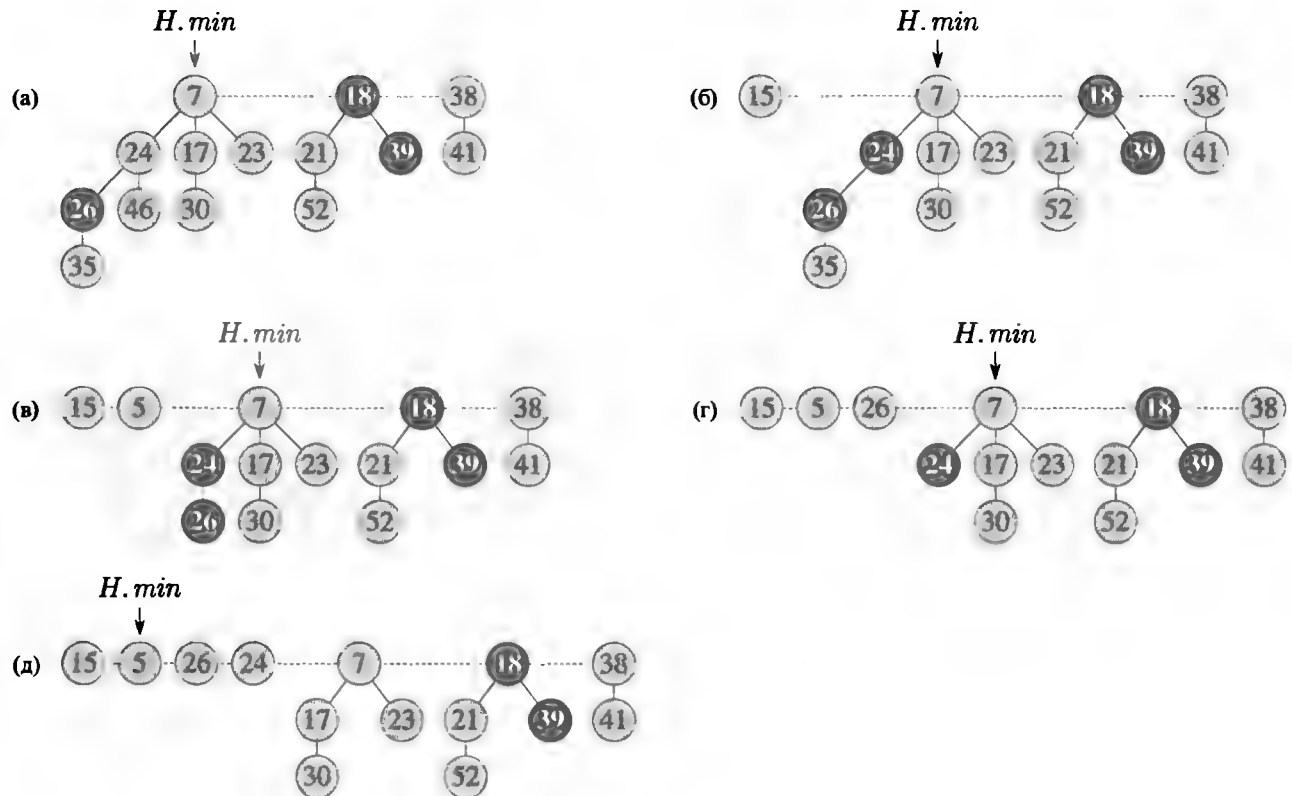 H.min H.min
(а) 7 18 38 (б) 15 7 18 38
24 17 23 21 39 41 24 17 23 21 39 41
26 46 30 52 26 30 52
35 35
H.min H.min
(в) 15 5 7 18 38 (г) 15 5 26 7 18 38
24 17 23 21 39 41 24 17 23 21 39 41
26 30 52 30 52
H.min
(д) 15 5 26 24 7 18 38
17 23 21 39 41
30 52